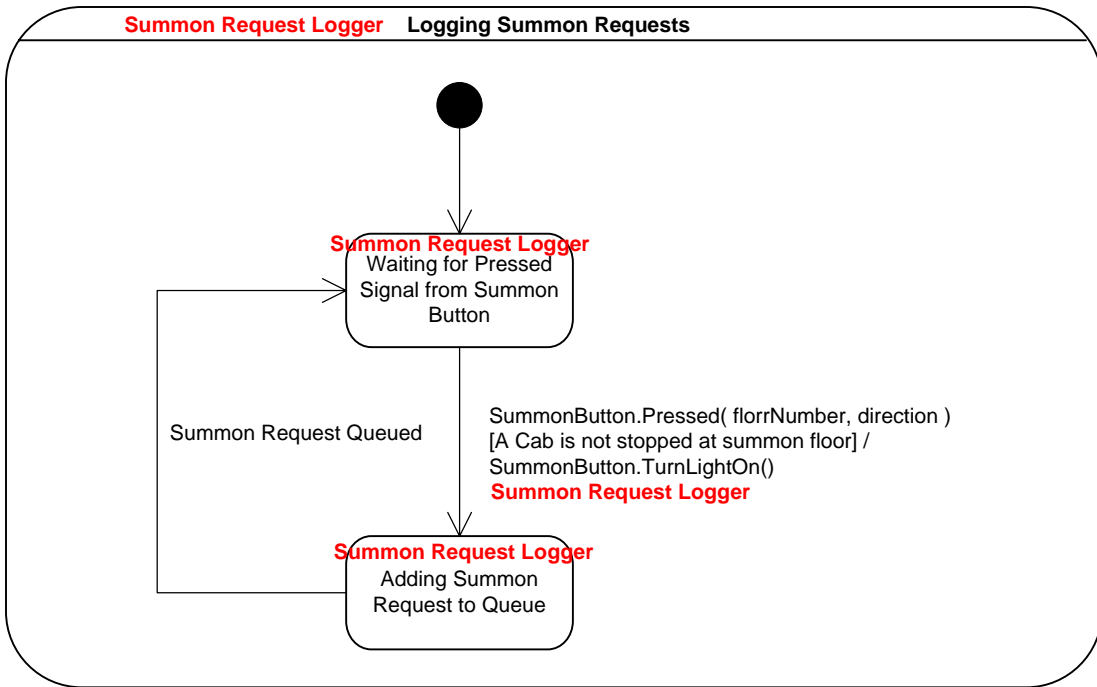 Summon Request Logger Logging Summon Requests
Summon Request Logger
Waiting for Pressed
Signal from Summon
Button
Summon Request Queued
SummonButton.Pressed( florrNumber, direction )
[A Cab is not stopped at summon floor] /
SummonButton.TurnLightOn()
Summon Request Logger
Summon Request Logger
Adding Summon
Request to Queue